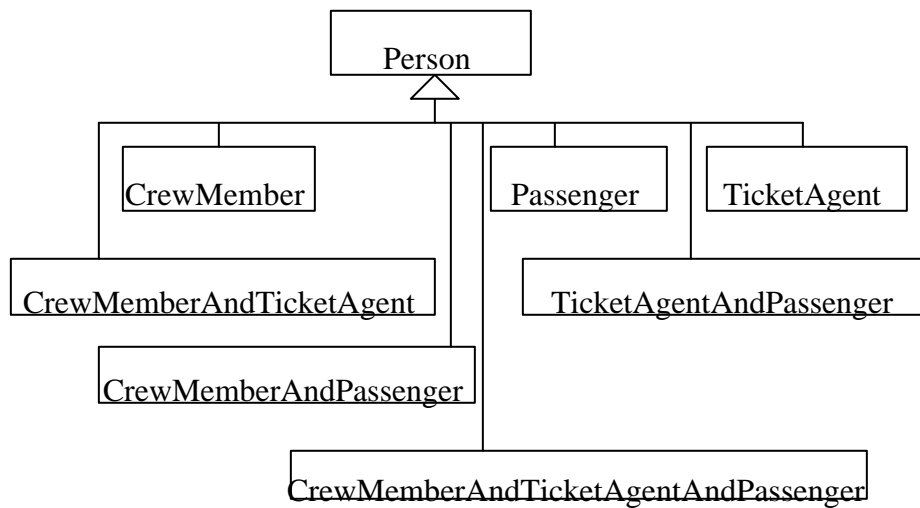 Person
CrewMember
Passenger
TicketAgent
CrewMemberAndTicketAgent
TicketAgentAndPassenger
CrewMemberAndPassenger
CrewMemberAndTicketAgentAndPassenger